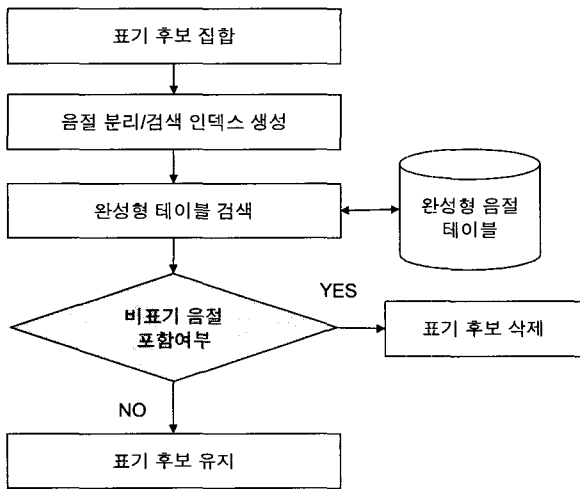 표기 후보 집합
음절 분리/검색 인덱스 생성
완성형 테이블 검색
완성형 음절
테이블
비표기 음절
포함여부
YES
표기 후보 삭제
NO
표기 후보 유지